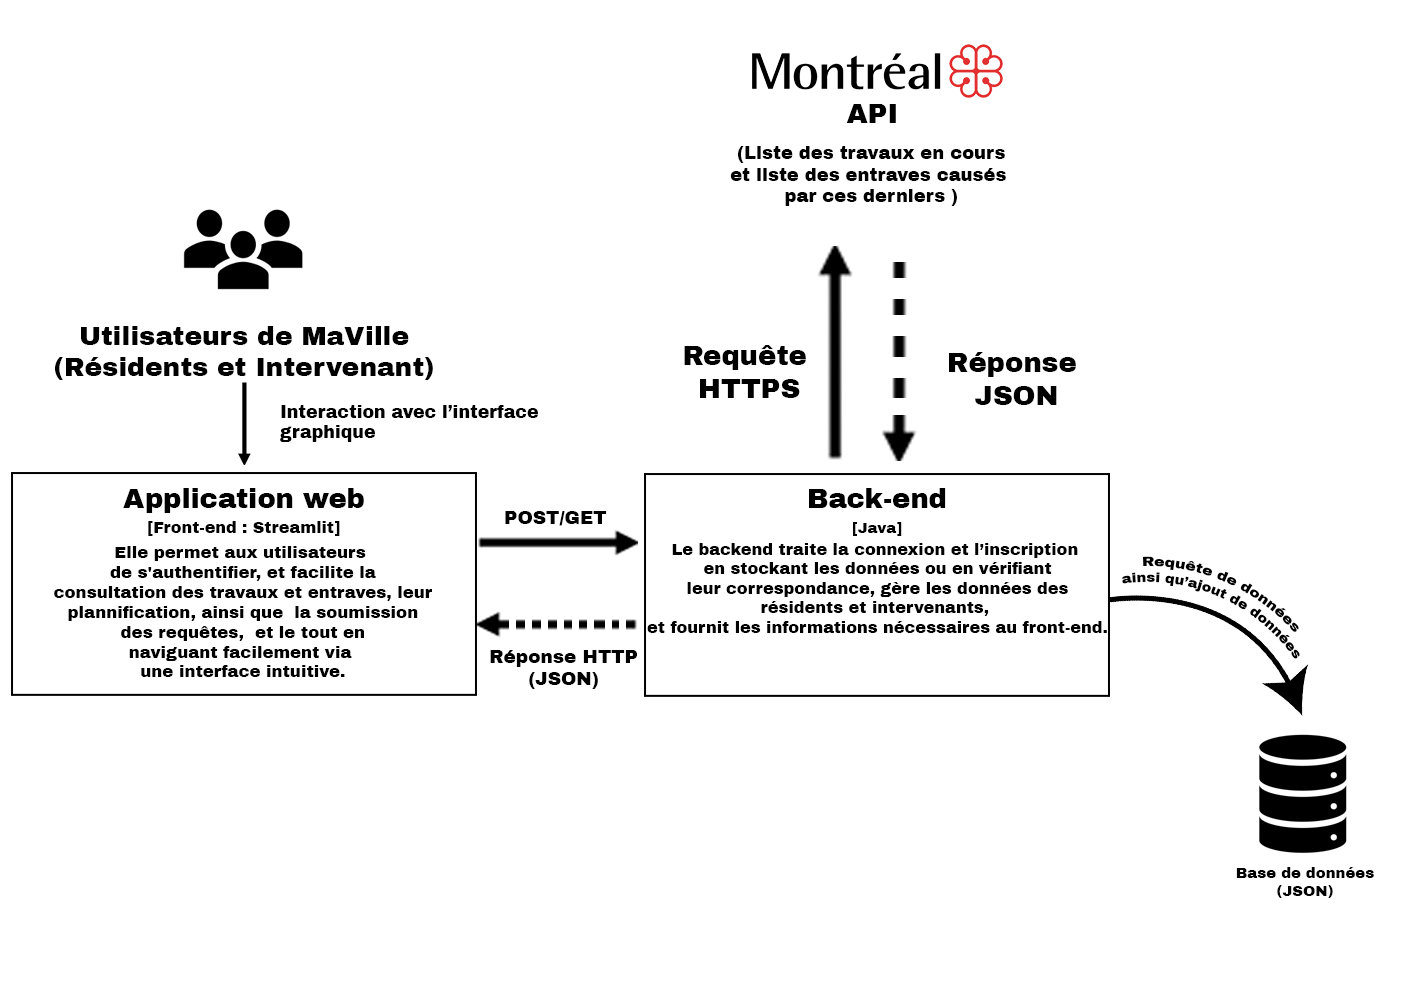 Montréal
API
(Liste des travaux en cours
et liste des entraves causés
par ces derniers )
Utilisateurs de MaVille
(Résidents et Intervenant)
Interaction avec l'interface
graphique
Requête
HTTPS
Réponse
JSON
Application web
[Front-end : Streamlit]
Elle permet aux utilisateurs
de s'authentifier, et facilite la
consultation des travaux et entraves, leur
plannification, ainsi que la soumission
des requêtes, et le tout en
naviguant facilement via
une interface intuitive.
POST/GET
Réponse HTTP
(JSON)
Back-end
[Java]
Le backend traite la connexion et l'inscription
en stockant les données ou en vérifiant
leur correspondance, gère les données des
résidents et intervenants,
et fournit les informations nécessaires au front-end.
Requête de données
ainsi qu'ajout de données
Base de données
(JSON)